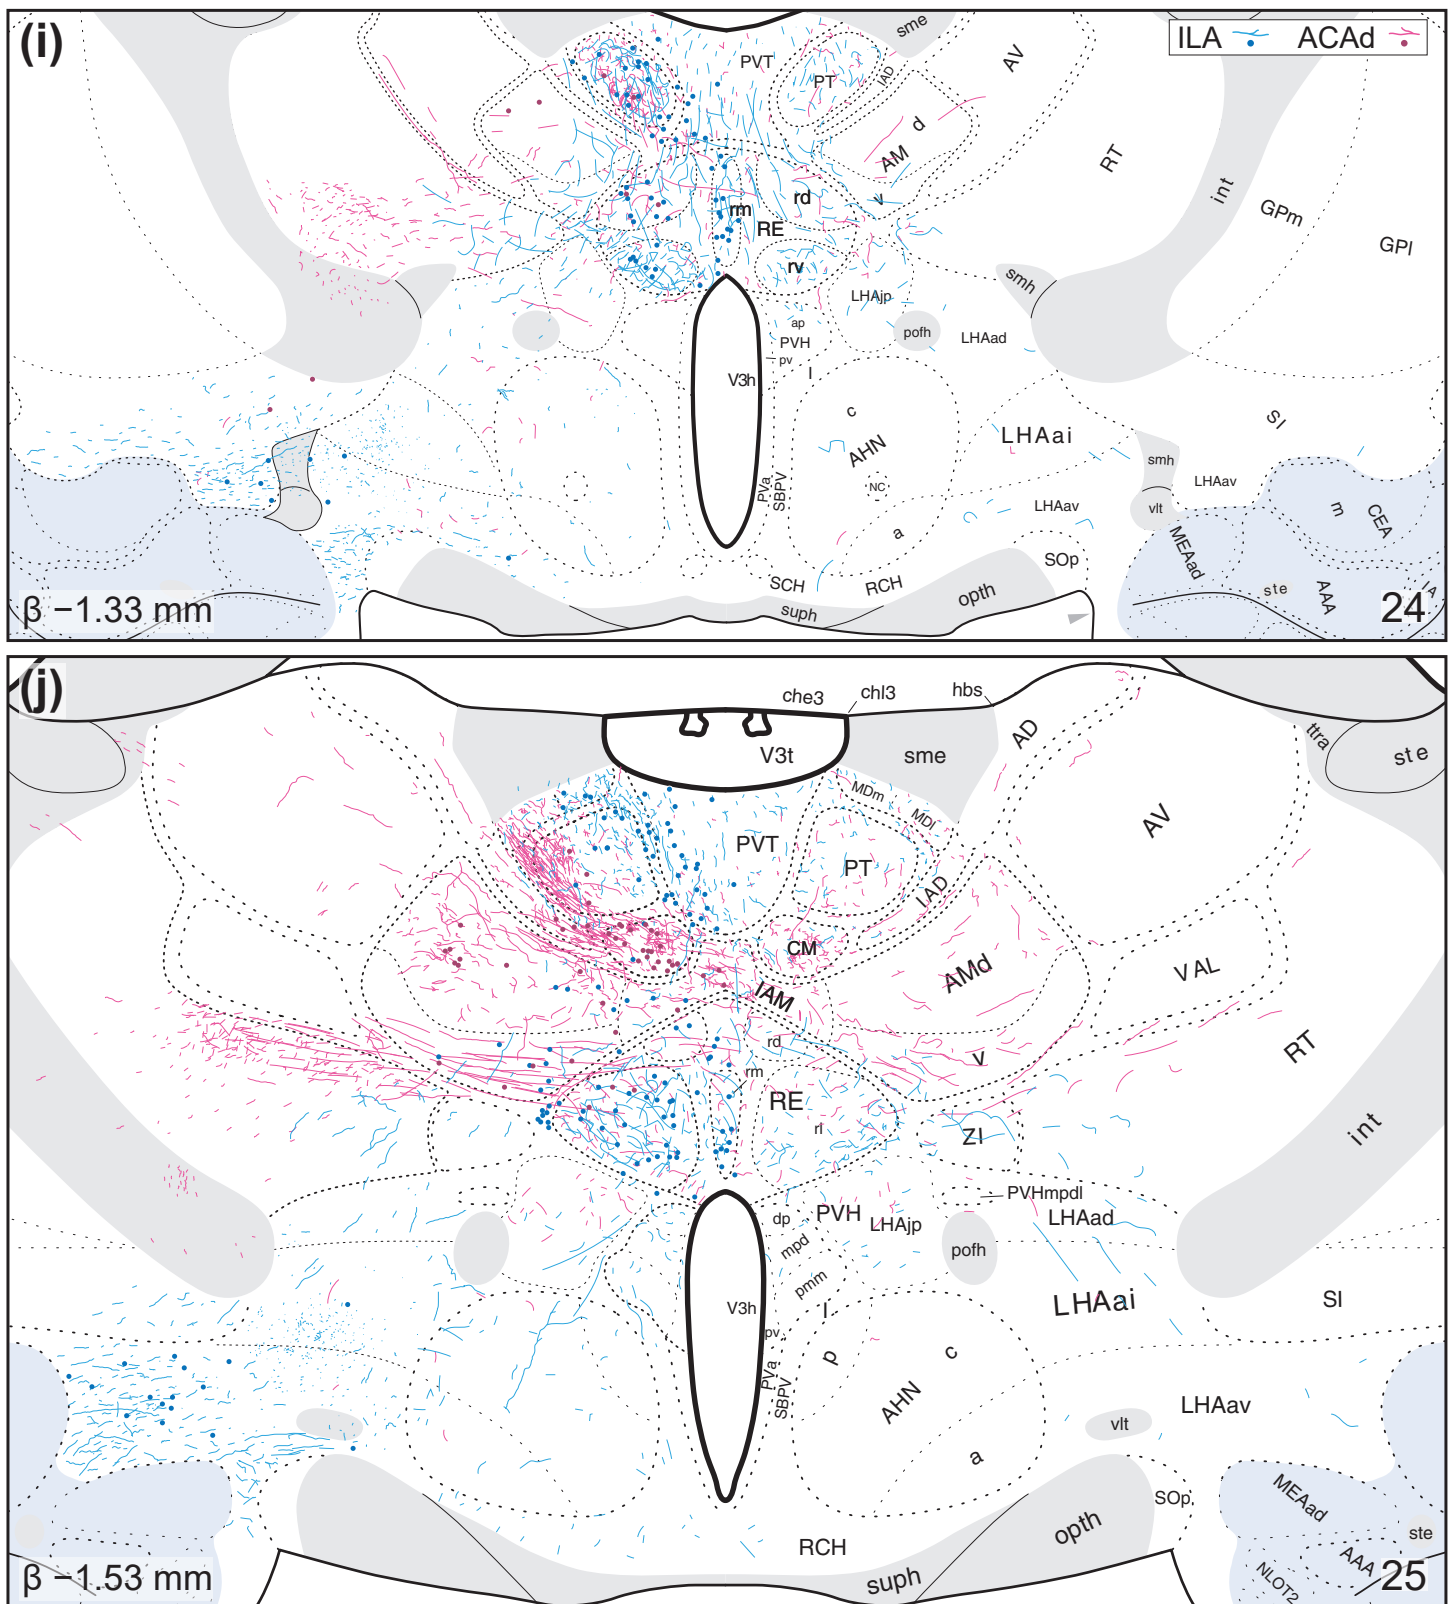 (i)
ILA ACAd
sme
PVT
PT
IAD
AV
d
AM
v
RT
int
GPm
GPl
rd
rm
RE
rv
smh
LHAjp
ap
pofh
LHAad
PVH
pv
l
V3h
c
SI
LHAai
AHN
smh
LHAav
NC
PVa
SBPV
m
CEA
LHAav
vlt
a
MEAad
SOp
SCH
RCH
opth
ste
AAA
IA
suph
β −1.33 mm
24
(j)
che3
chl3
hbs
AD
ttra
ste
V3t
sme
MDm
MDl
AV
PVT
PT
IAD
CM
AMd
VAL
IAM
rd
v
RT
rm
RE
rl
ZI
int
PVHmpdl
dp
PVH
LHAjp
LHAad
mpd
pofh
pmm
V3h
l
LHAai
SI
pv
p
c
PVa
SBPV
AHN
LHAav
vlt
a
SOp
MEAad
opth
ste
RCH
AAA
NLOT2
suph
β −1.53 mm
25